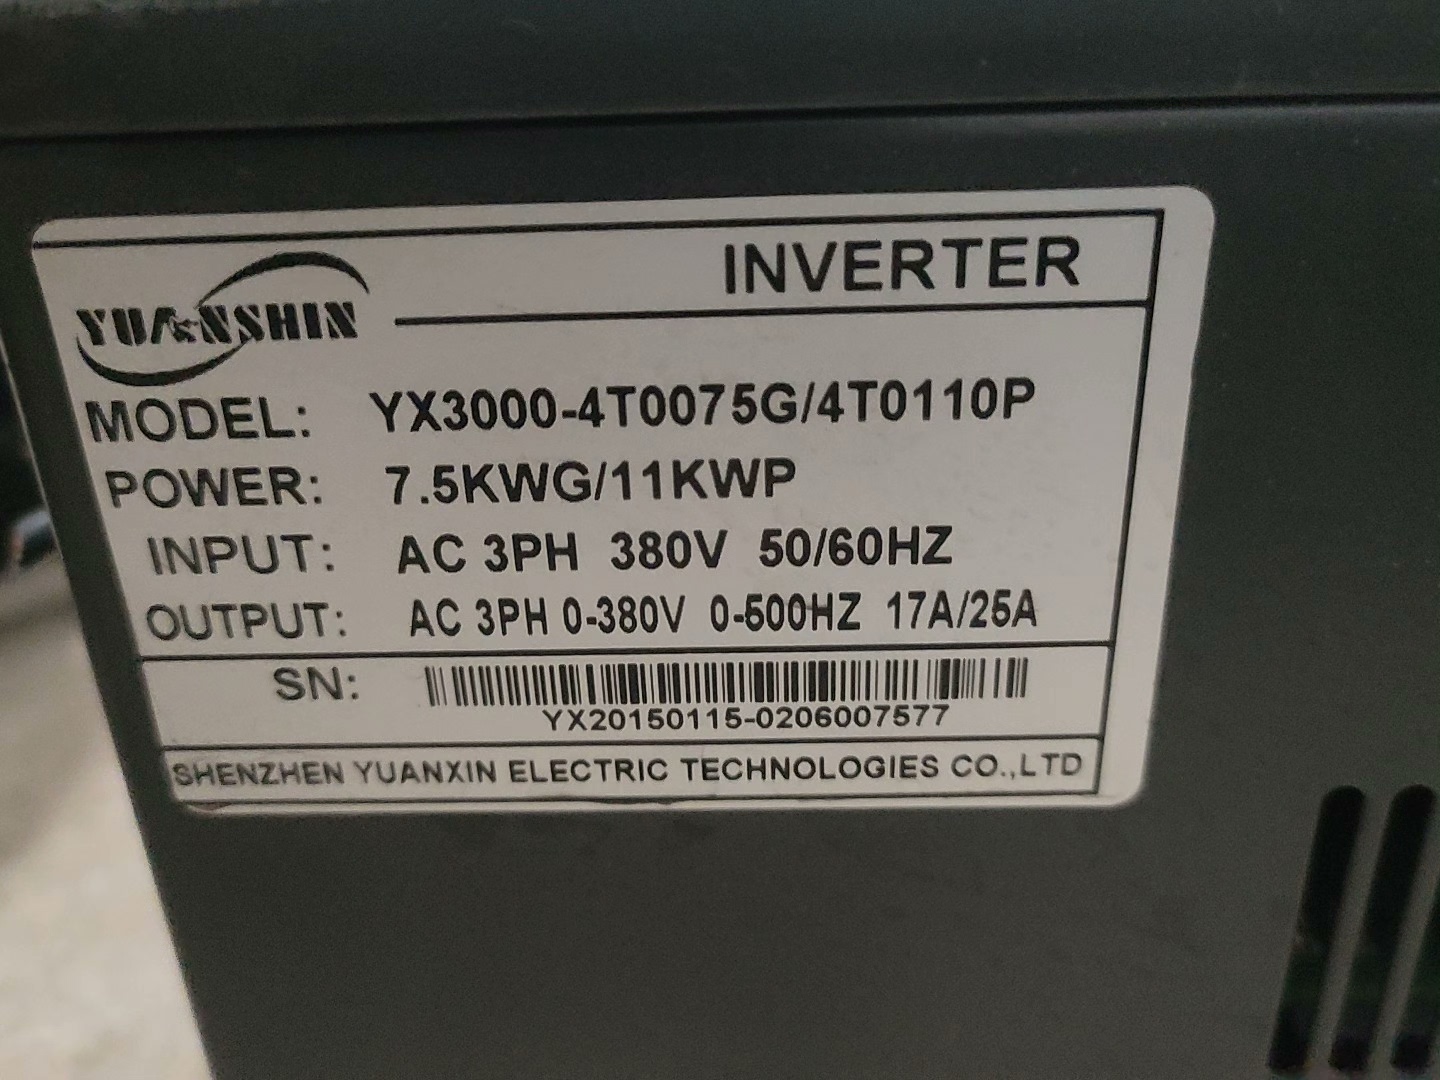 INVERTER
YUANSHIN
MODEL: YX3000-4T0075G/4T0110P
POWER: 7.5KWG/11KWP
INPUT: AC 3PH 380V 50/60HZ
OUTPUT: AC 3PH 0-380V 0-500HZ 17A/25A
SN:
YX20150115-0206007577
SHENZHEN YUANXIN ELECTRIC TECHNOLOGIES CO.,LTD